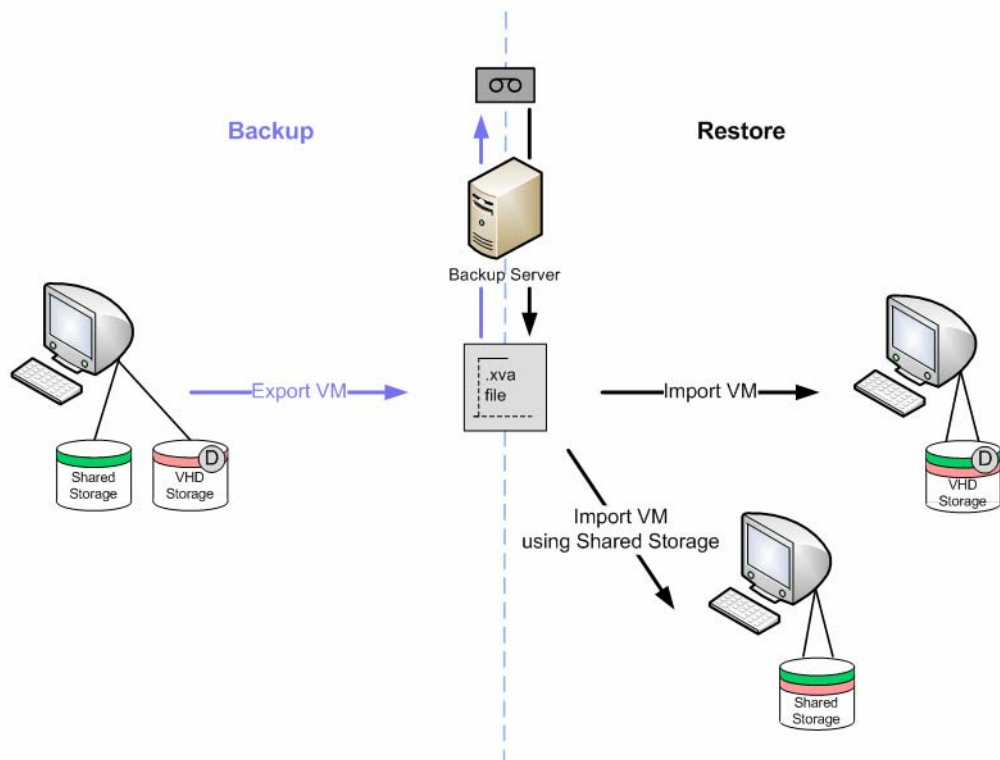 Backup
Restore
Backup Server
.xva
file
Export VM
Import VM
Shared
Storage
D
VHD
Storage
D
VHD
Storage
Import VM
using Shared Storage
Shared
Storage